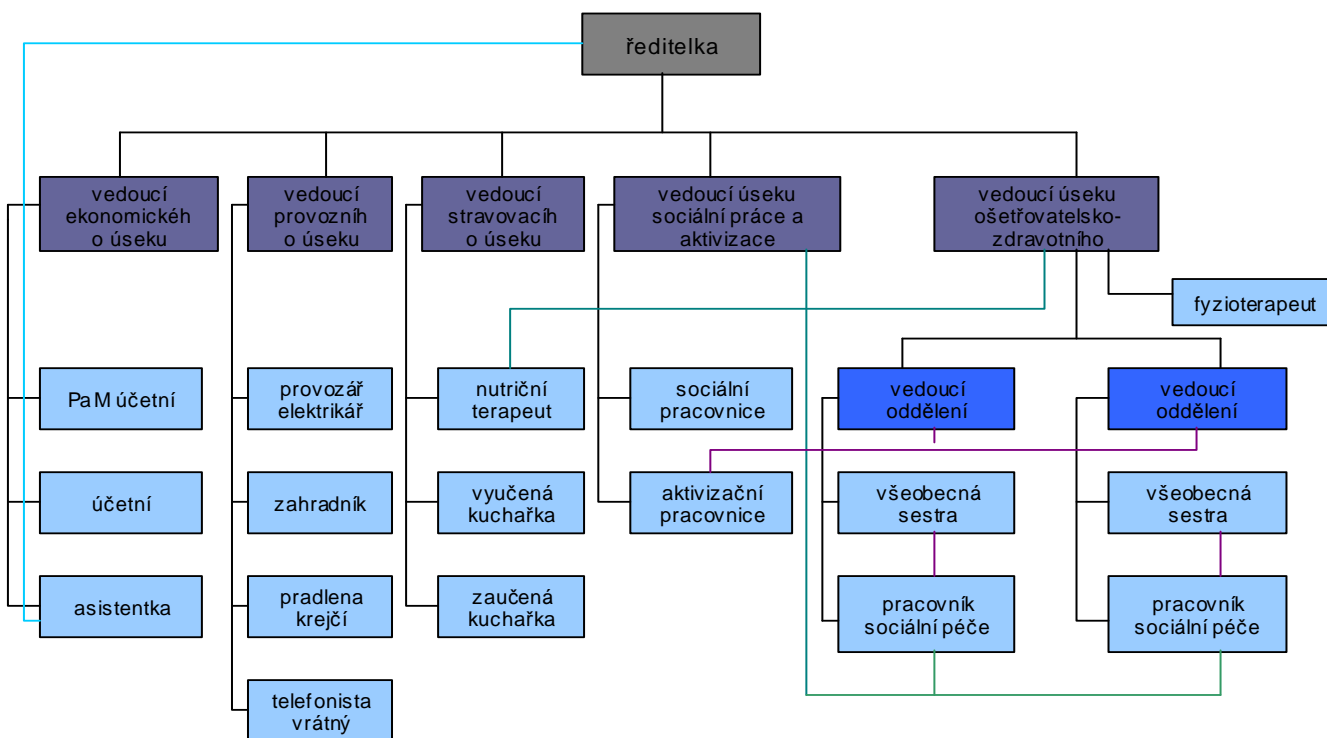 ředitelka
vedoucí
ekonomickéh
o úseku
vedoucí
provozníh
o úseku
vedoucí
stravovacíh
o úseku
vedoucí úseku
sociální práce a
aktivizace
vedoucí úseku
ošetřovatelsko-
zdravotního
fyzioterapeut
PaM účetní
provozář
elektrikář
nutriční
terapeut
sociální
pracovnice
vedoucí
oddělení
vedoucí
oddělení
účetní
zahradník
vyučená
kuchařka
aktivizační
pracovnice
všeobecná
sestra
všeobecná
sestra
asistentka
pradlena
krejčí
zaučená
kuchařka
pracovník
sociální péče
pracovník
sociální péče
telefonista
vrátný